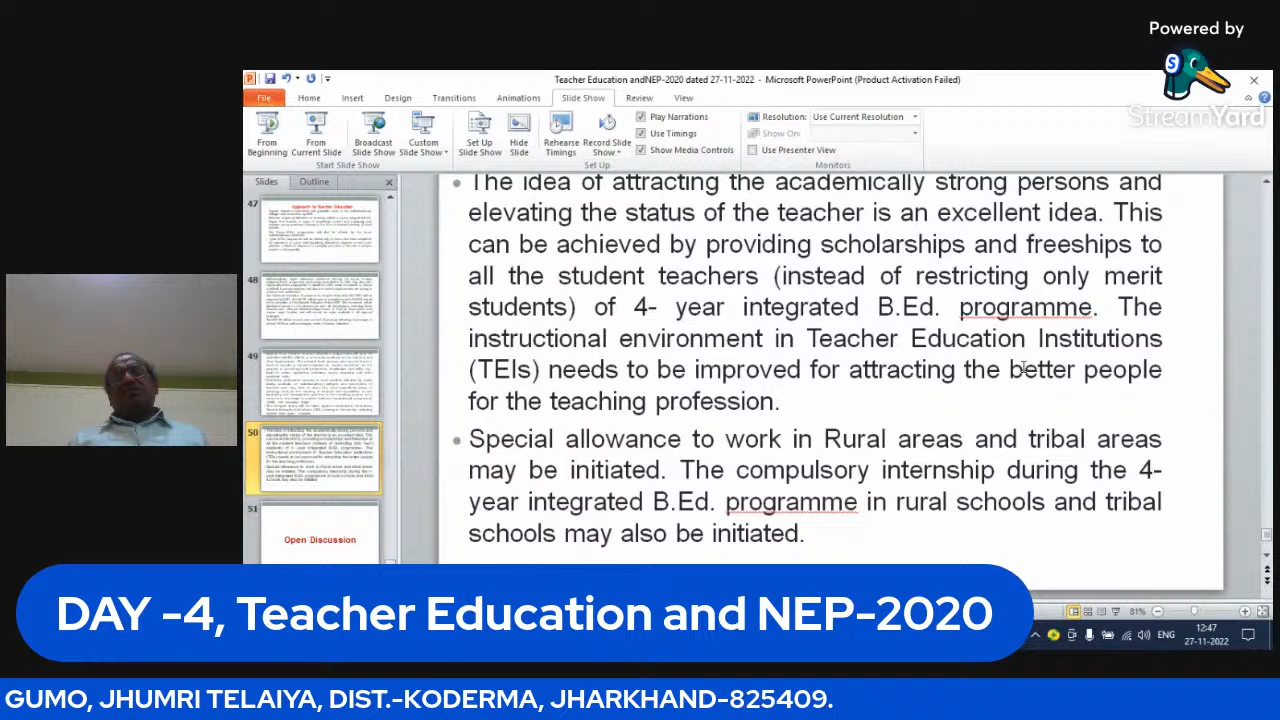 Powered by
StreamYard
Teacher Education andNEP-2020 dated 27-11-2022 - Microsoft PowerPoint (Product Activation Failed)
File Home Insert Design Transitions Animations Slide Show Review View
From Beginning
From Current Slide
Broadcast Slide Show
Custom Slide Show
Set Up Slide Show
Hide Slide
Rehearse Timings
Record Slide Show
Play Narrations
Use Timings
Show Media Controls
Resolution: Use Current Resolution
Show On:
Use Presenter View
Start Slide Show
Set Up
Monitors
Slides Outline
47
Approach to Teacher Education
48
49
50
51
Open Discussion
• The idea of attracting the academically strong persons and
elevating the status of the teacher is an excellent idea. This
can be achieved by providing scholarships and freeships to
all the student teachers (instead of restricting only merit
students) of 4- year integrated B.Ed. programme. The
instructional environment in Teacher Education Institutions
(TEIs) needs to be improved for attracting the better people
for the teaching profession.
• Special allowance to work in Rural areas and tribal areas
may be initiated. The compulsory internship during the 4-
year integrated B.Ed. programme in rural schools and tribal
schools may also be initiated.
81%
ENG
12:47
27-11-2022
DAY -4, Teacher Education and NEP-2020
GUMO, JHUMRI TELAIYA, DIST.-KODERMA, JHARKHAND-825409.